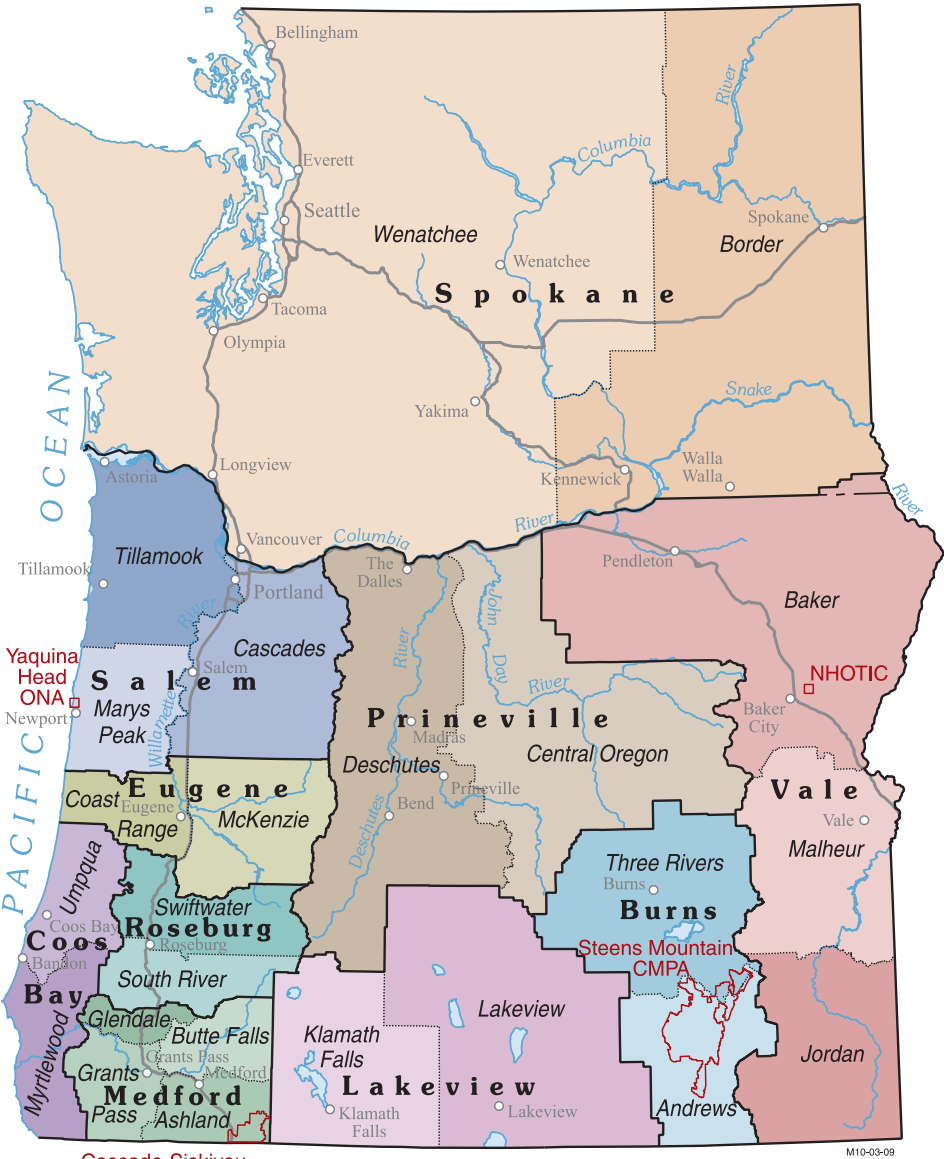 Bellingham
River
Columbia
Everett
Seattle
Wenatchee
Spokane
Border
Wenatchee
Spokane
Tacoma
Olympia
OCEAN
Yakima
Snake
Longview
Walla
Walla
Kennewick
Astoria
River
River
Vancouver
Columbia
Tillamook
The
Dalles
Pendleton
Tillamook
Portland
John
Baker
River
Cascades
River
Yaquina
Head
ONA
Salem
Salem
Day
River
NHOTIC
Newport
Marys
Peak
Willamette
Prineville
Madras
Baker
City
Central Oregon
Deschutes
PACIFIC
Eugene
Coast
Range
Eugene
McKenzie
Prineville
Bend
Deschutes
Vale
Vale
Malheur
Umpqua
Three Rivers
Burns
Burns
Swiftwater
Roseburg
Roseburg
Coos Bay
Coos
Bay
Bandon
Steens Mountain
CMPA
South River
Glendale
Butte Falls
Klamath
Falls
Lakeview
Myrtlewood
Grants Pass
Grants
Pass
Medford
Medford
Ashland
Lakeview
Klamath
Falls
Lakeview
Andrews
Jordan
M10-03-09